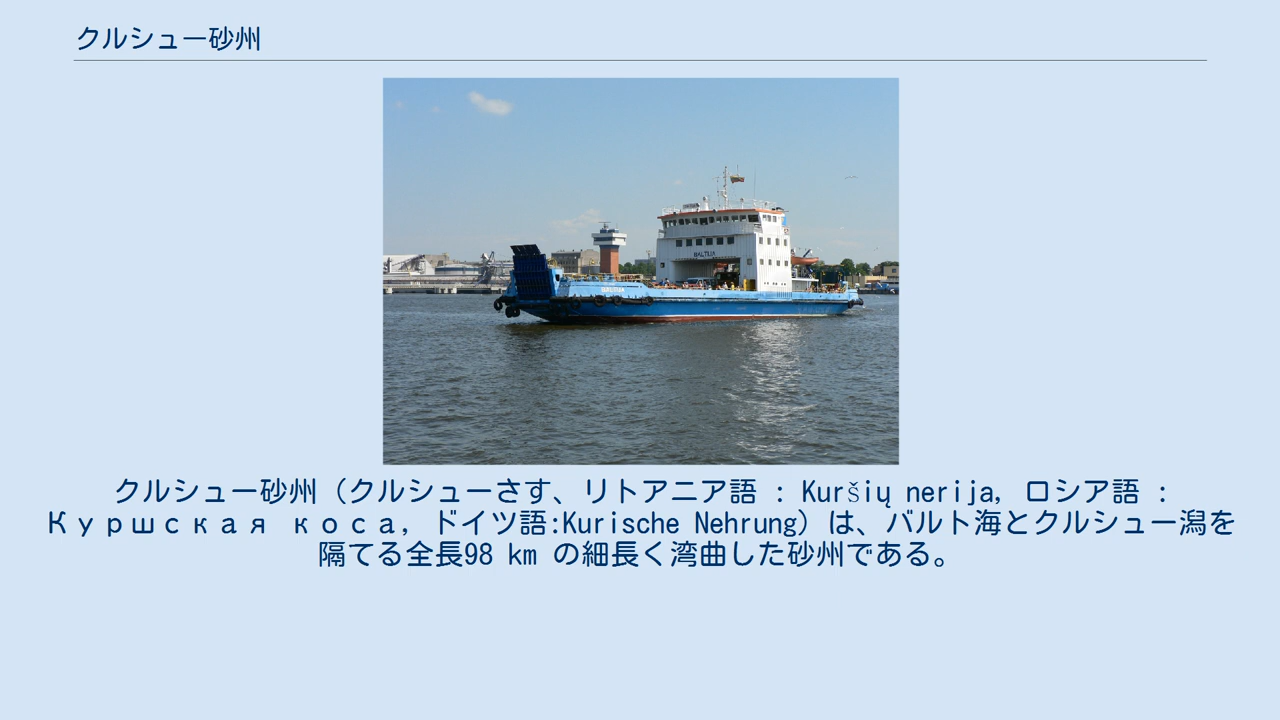 クルシュー砂州
BALTIJA
クルシュー砂州（クルシューさす、リトアニア語 : Kuršių nerija, ロシア語 :
Куршская коса, ドイツ語:Kurische Nehrung）は、バルト海とクルシュー潟を
隔てる全長98 km の細長く湾曲した砂州である。